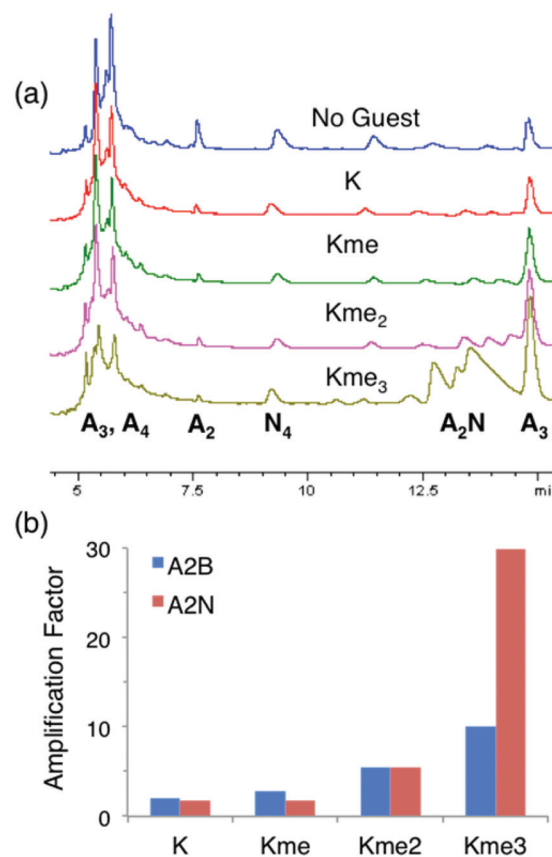 (a)
No Guest
K
Kme
Kme₂
Kme₃
A₃, A₄ A₂ N₄ A₂N A₃
5 7.5 10 12.5 mi
(b)
30
20
10
0
Amplification Factor
A2B
A2N
K Kme Kme2 Kme3